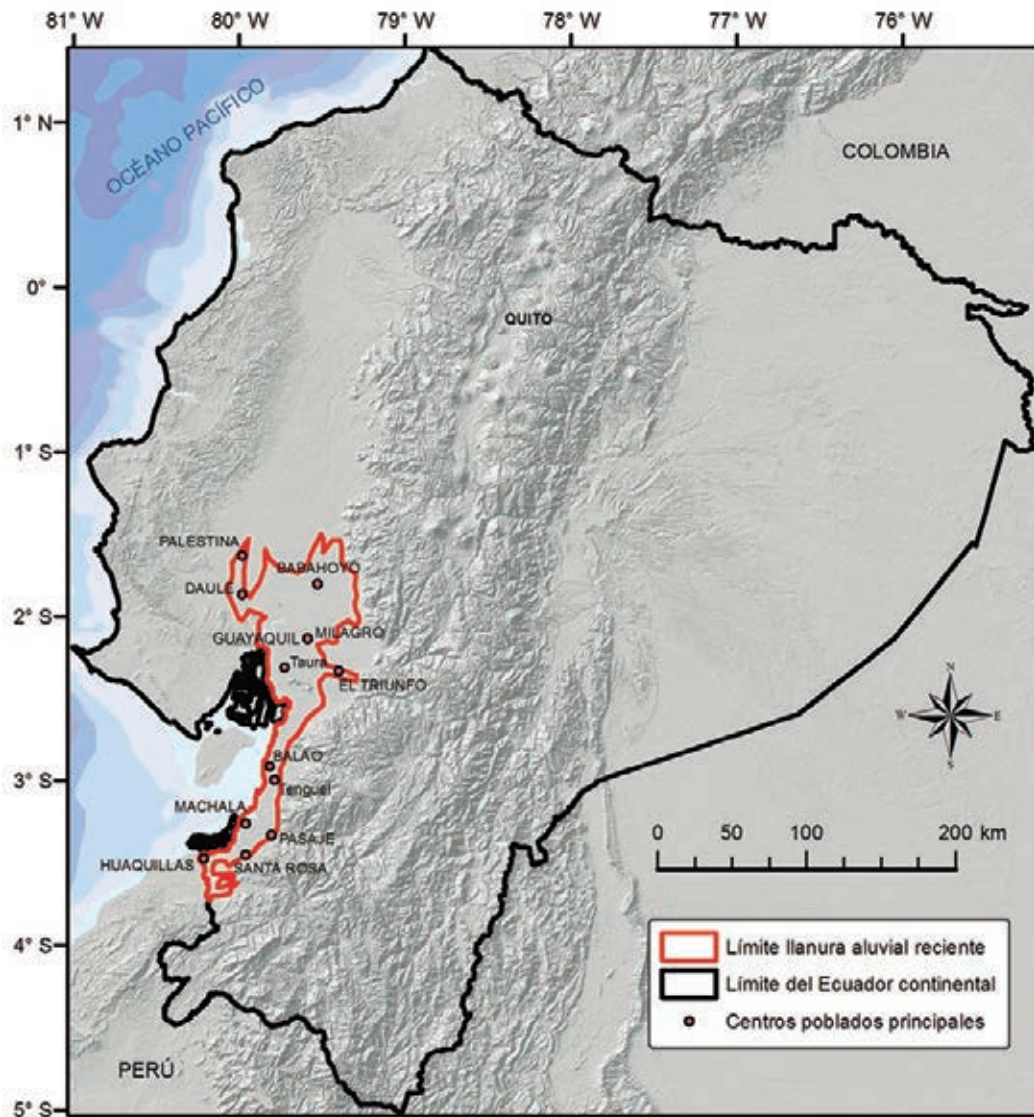 81° W 80° W 79° W 78° W 77° W 76° W
1° N
0°
1° S
2° S
3° S
4° S
5° S
OCÉANO PACÍFICO
COLOMBIA
QUITO
PALESTINA
BABAHOYO
DAULE
GUAYAQUIL MILAGRO
Taura
EL TRIUNFO
BALAO
Tenguel
MACHALA
PASAJE
HUAQUILLAS SANTA ROSA
PERÚ
N
W E
S
0 50 100 200 km
Límite llanura aluvial reciente
Límite del Ecuador continental
Centros poblados principales